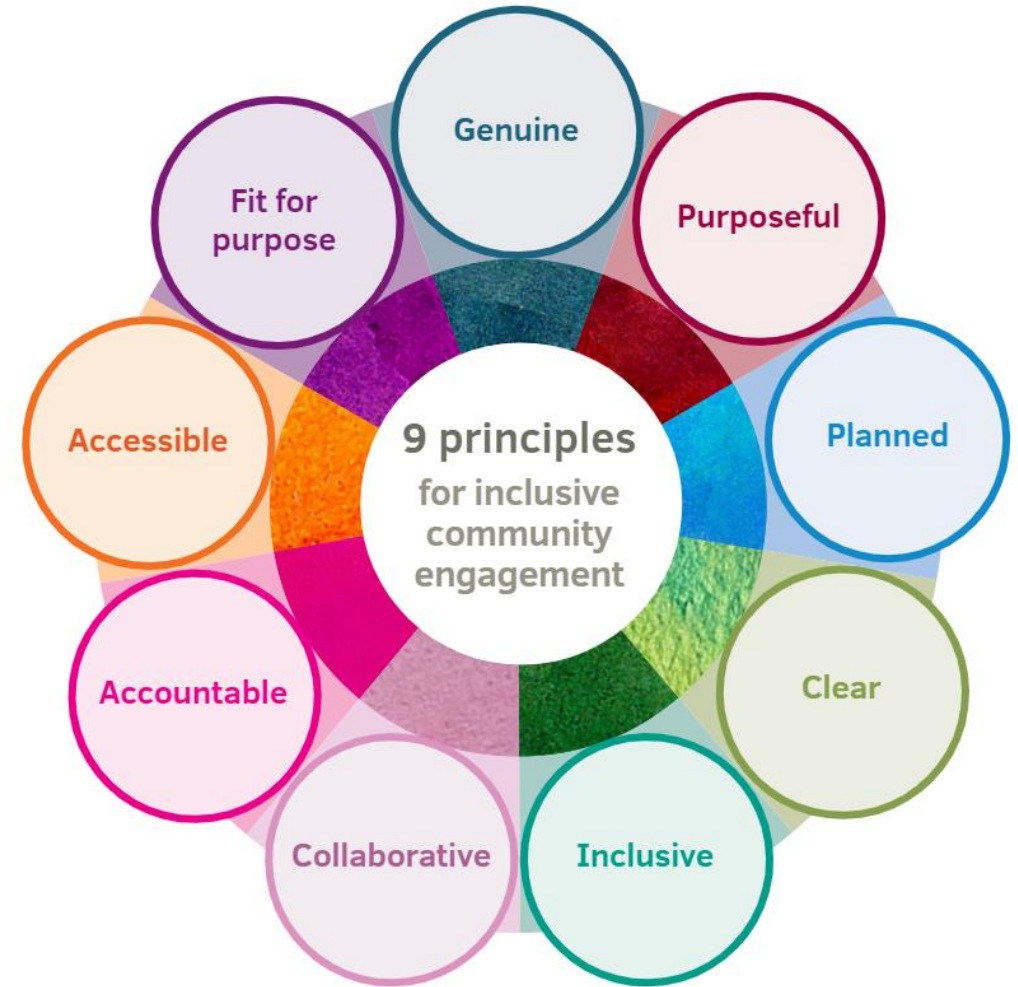 Genuine
Purposeful
Planned
Clear
Inclusive
Collaborative
Accountable
Accessible
Fit for
purpose
9 principles
for inclusive
community
engagement